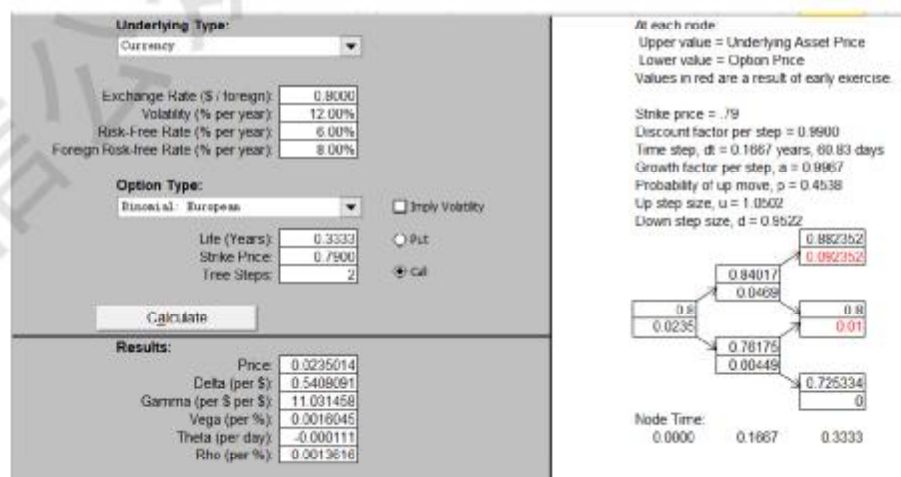 Underlying Type:
Currency
Exchange Rate ($ / foreign): 0.8000
Volatility (% per year): 12.00%
Risk-Free Rate (% per year): 6.00%
Foreign Risk-free Rate (% per year): 8.00%
Option Type:
Binomial: European
Imply Volatility
Life (Years): 0.3333
Put
Strike Price: 0.7900
Tree Steps: 2
Call
Calculate
Results:
Price: 0.0235014
Delta (per $): 0.5408091
Gamma (per $ per $): 11.031458
Vega (per %): 0.0016045
Theta (per day): -0.000111
Rho (per %): 0.0013616
At each node:
Upper value = Underlying Asset Price
Lower value = Option Price
Values in red are a result of early exercise.
Strike price = .79
Discount factor per step = 0.9900
Time step, dt = 0.1667 years, 60.83 days
Growth factor per step, a = 0.9967
Probability of up move, p = 0.4538
Up step size, u = 1.0502
Down step size, d = 0.9522
0.882352
0.092352
0.84017
0.0469
0.8
0.0235
0.8
0.01
0.76175
0.00449
0.725334
0
Node Time:
0.0000 0.1667 0.3333